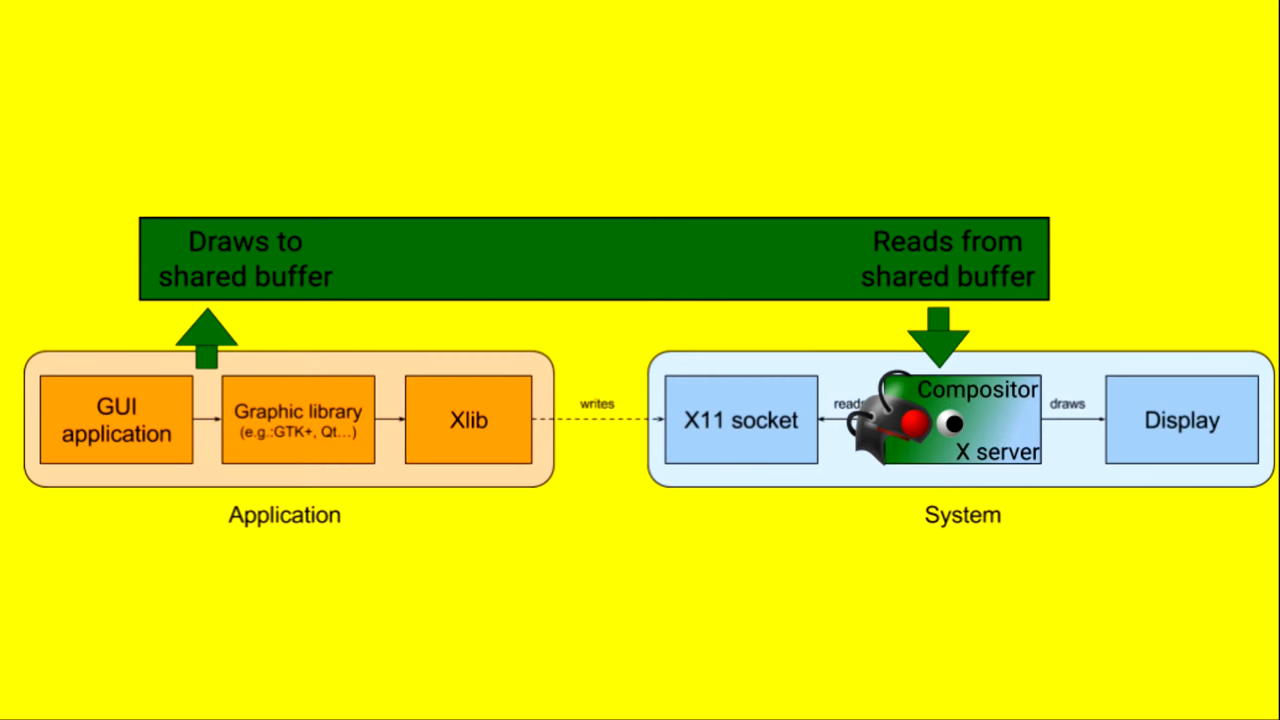 Draws to
shared buffer
Reads from
shared buffer
GUI
application
Graphic library
(e.g.:GTK+, Qt...)
Xlib
writes
X11 socket
reads
Compositor
X server
draws
Display
Application
System